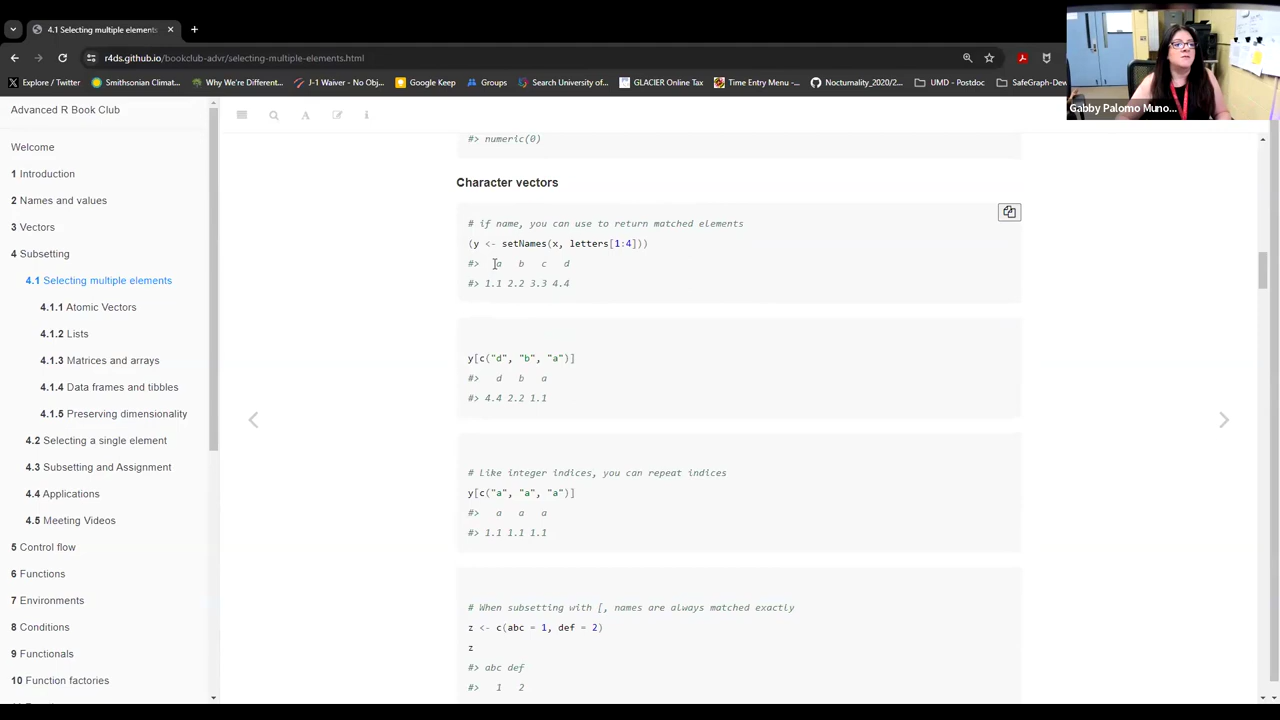 4.1 Selecting multiple elements
r4ds.github.io/bookclub-advr/selecting-multiple-elements.html
Explore / Twitter
Smithsonian Climat...
Why We're Different...
J-1 Waiver - No Obj...
Google Keep
Groups
Search University of...
GLACIER Online Tax
Time Entry Menu -...
Nocturnality_2020/2...
UMD - Postdoc
SafeGraph-De
Gabby Palomo Muno...
Advanced R Book Club
Welcome
1 Introduction
2 Names and values
3 Vectors
4 Subsetting
4.1 Selecting multiple elements
4.1.1 Atomic Vectors
4.1.2 Lists
4.1.3 Matrices and arrays
4.1.4 Data frames and tibbles
4.1.5 Preserving dimensionality
4.2 Selecting a single element
4.3 Subsetting and Assignment
4.4 Applications
4.5 Meeting Videos
5 Control flow
6 Functions
7 Environments
8 Conditions
9 Functionals
10 Function factories
#> numeric(0)
Character vectors
# if name, you can use to return matched elements
(y <- setNames(x, letters[1:4]))
#> a b c d
#> 1.1 2.2 3.3 4.4
y[c("d", "b", "a")]
#> d b a
#> 4.4 2.2 1.1
# Like integer indices, you can repeat indices
y[c("a", "a", "a")]
#> a a a
#> 1.1 1.1 1.1
# When subsetting with [, names are always matched exactly
z <- c(abc = 1, def = 2)
z
#> abc def
#> 1 2